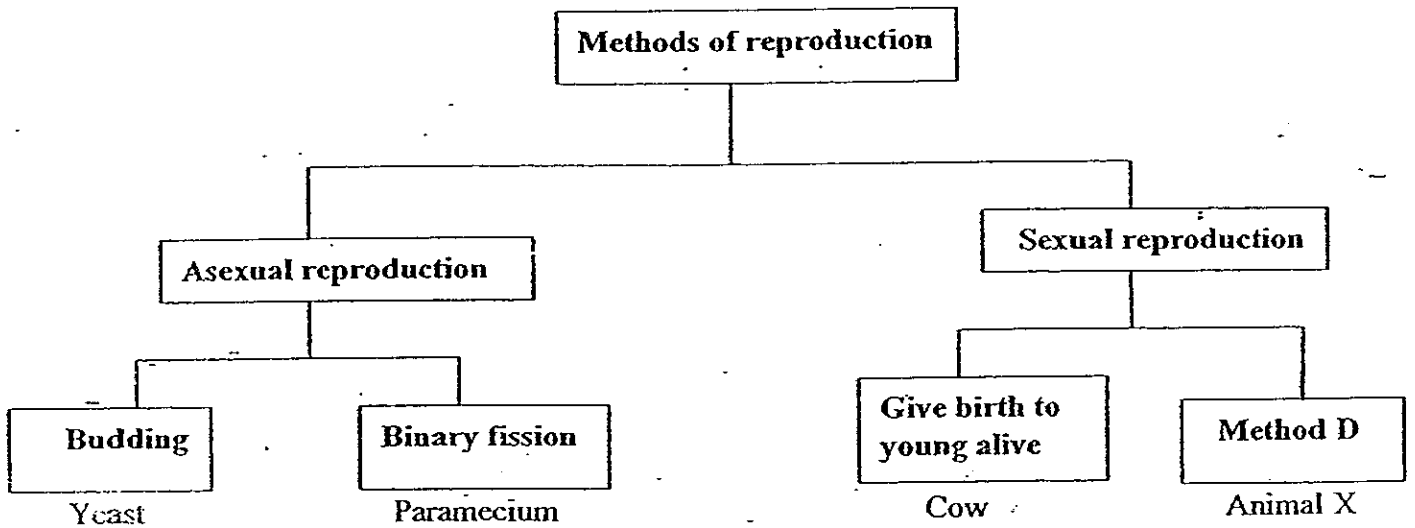 Methods of reproduction
Asexual reproduction
Sexual reproduction
Budding
Binary fission
Give birth to
young alive
Method D
Yeast
Paramecium
Cow
Animal X